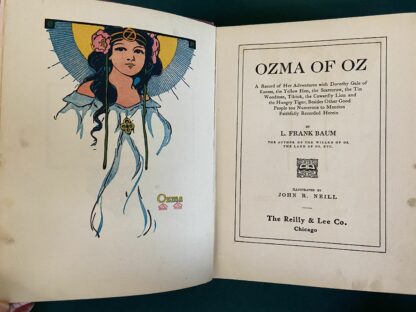 Ozma
OZMA OF OZ
A Record of Her Adventures with Dorothy Gale of
Kansas, the Yellow Hen, the Scarecrow, the Tin
Woodman, Tiktok, the Cowardly Lion and
the Hungry Tiger; Besides Other Good
People too Numerous to Mention
Faithfully Recorded Herein
BY
L. FRANK BAUM
THE AUTHOR OF THE WIZARD OF OZ,
THE LAND OF OZ, ETC.
ILLUSTRATED BY
JOHN R. NEILL
The Reilly & Lee Co.
Chicago